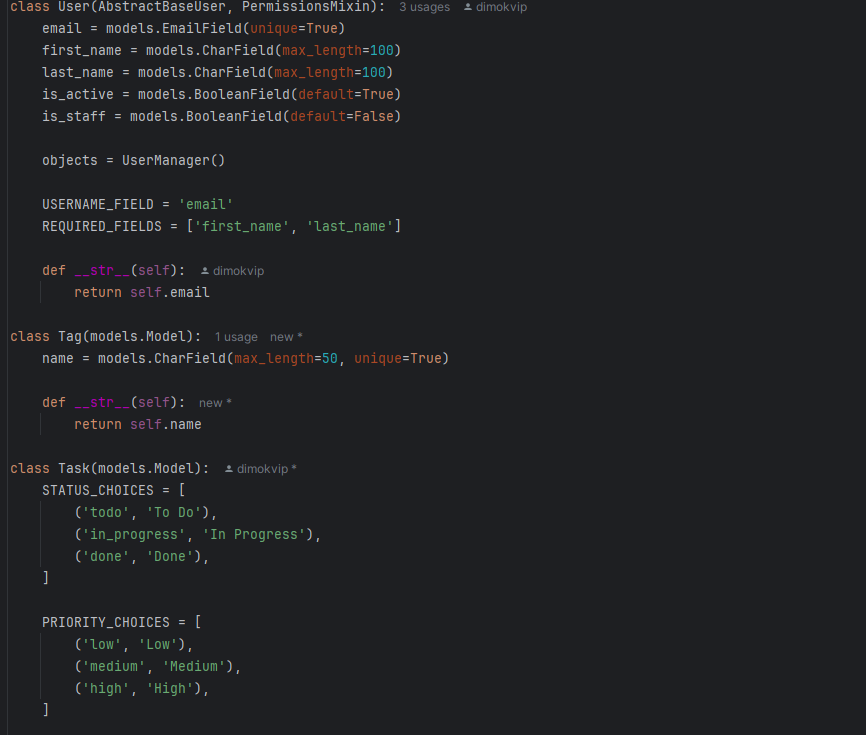 class User(AbstractBaseUser, PermissionsMixin): 3 usages dimokvip
    email = models.EmailField(unique=True)
    first_name = models.CharField(max_length=100)
    last_name = models.CharField(max_length=100)
    is_active = models.BooleanField(default=True)
    is_staff = models.BooleanField(default=False)

    objects = UserManager()

    USERNAME_FIELD = 'email'
    REQUIRED_FIELDS = ['first_name', 'last_name']

    def __str__(self): dimokvip
        return self.email

class Tag(models.Model): 1 usage new *
    name = models.CharField(max_length=50, unique=True)

    def __str__(self): new *
        return self.name

class Task(models.Model): dimokvip *
    STATUS_CHOICES = [
        ('todo', 'To Do'),
        ('in_progress', 'In Progress'),
        ('done', 'Done'),
    ]

    PRIORITY_CHOICES = [
        ('low', 'Low'),
        ('medium', 'Medium'),
        ('high', 'High'),
    ]